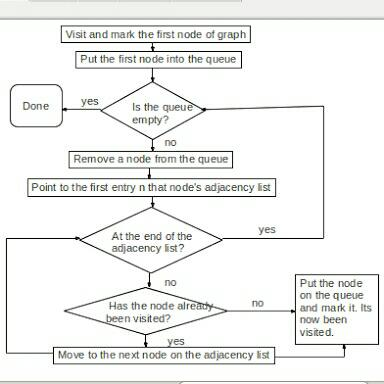 Visit and mark the first node of graph
Put the first node into the queue
Done
yes
Is the queue
empty?
no
Remove a node from the queue
Point to the first entry n that node's adjacency list
At the end of the
adjacency list?
yes
no
Has the node already
been visited?
no
Put the node
on the queue
and mark it. Its
now been
visited.
yes
Move to the next node on the adjacency list